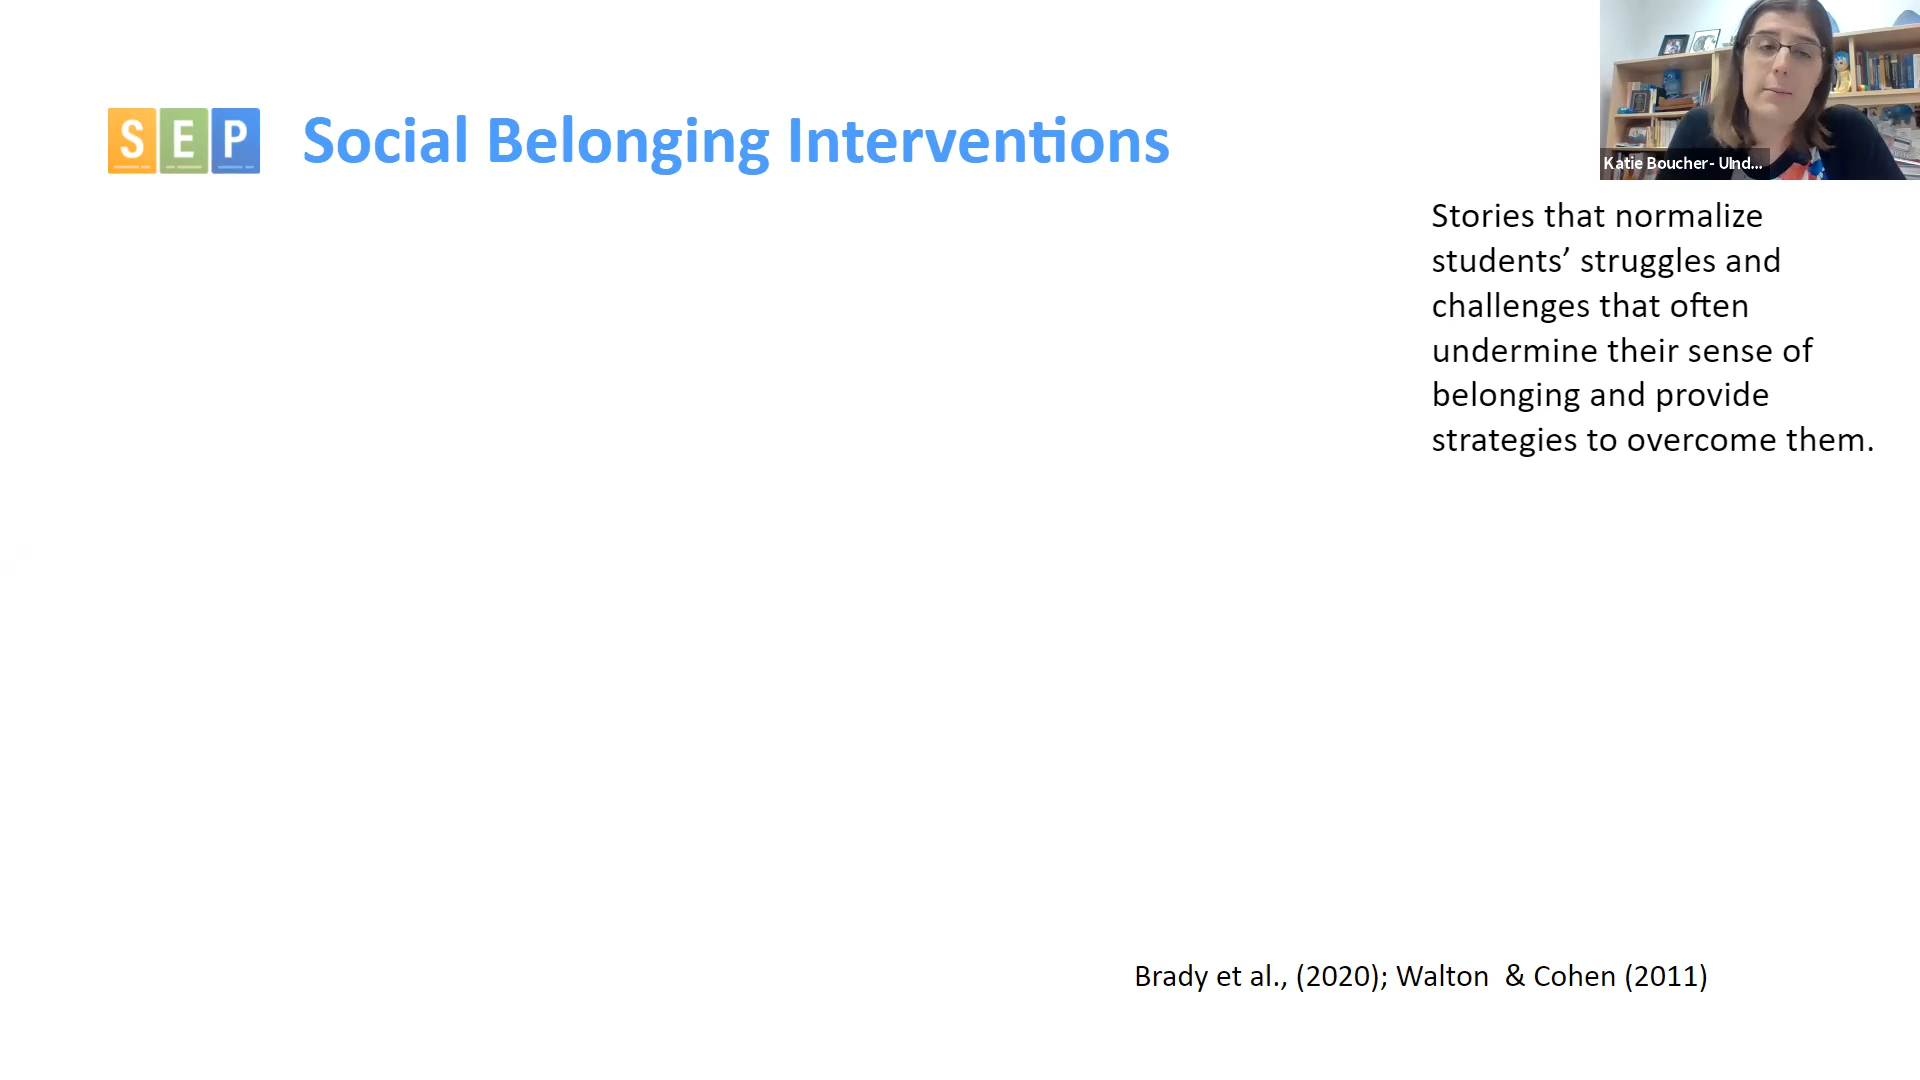 SEP Social Belonging Interventions
Katie Boucher- UInd...
Stories that normalize
students’ struggles and
challenges that often
undermine their sense of
belonging and provide
strategies to overcome them.
Brady et al., (2020); Walton & Cohen (2011)